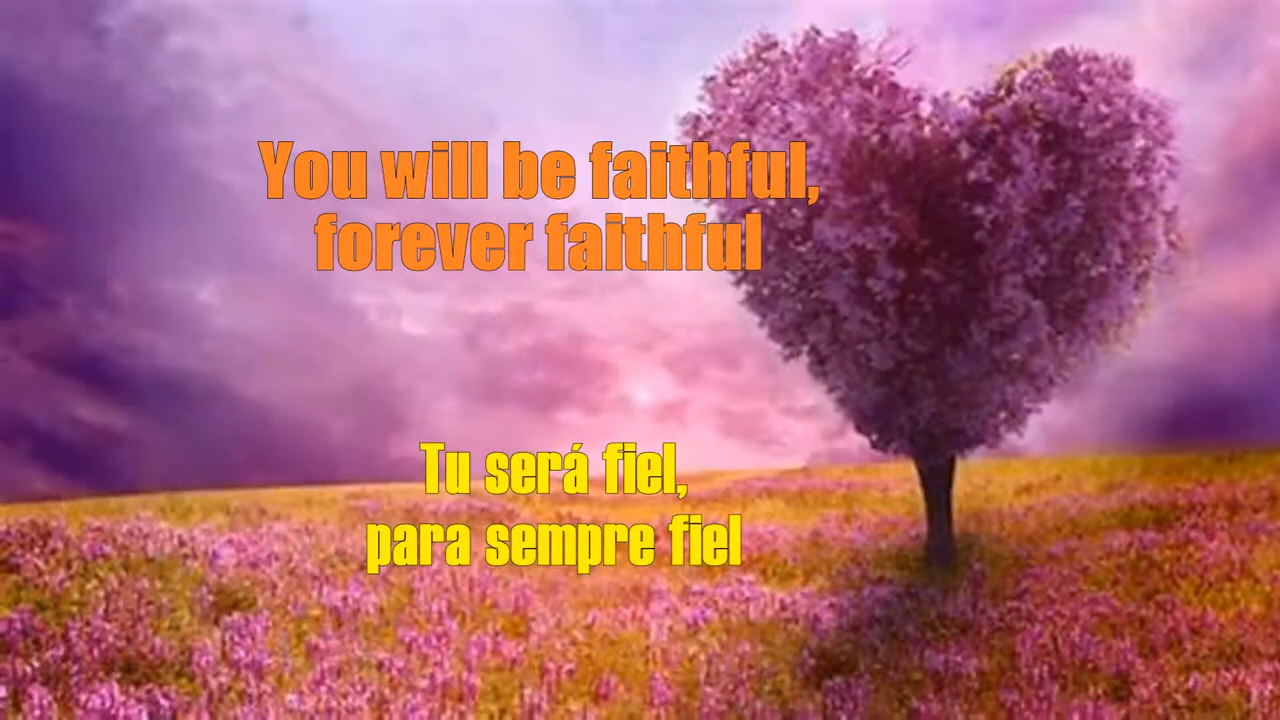 You will be faithful,
forever faithful
Tu será fiel,
para sempre fiel